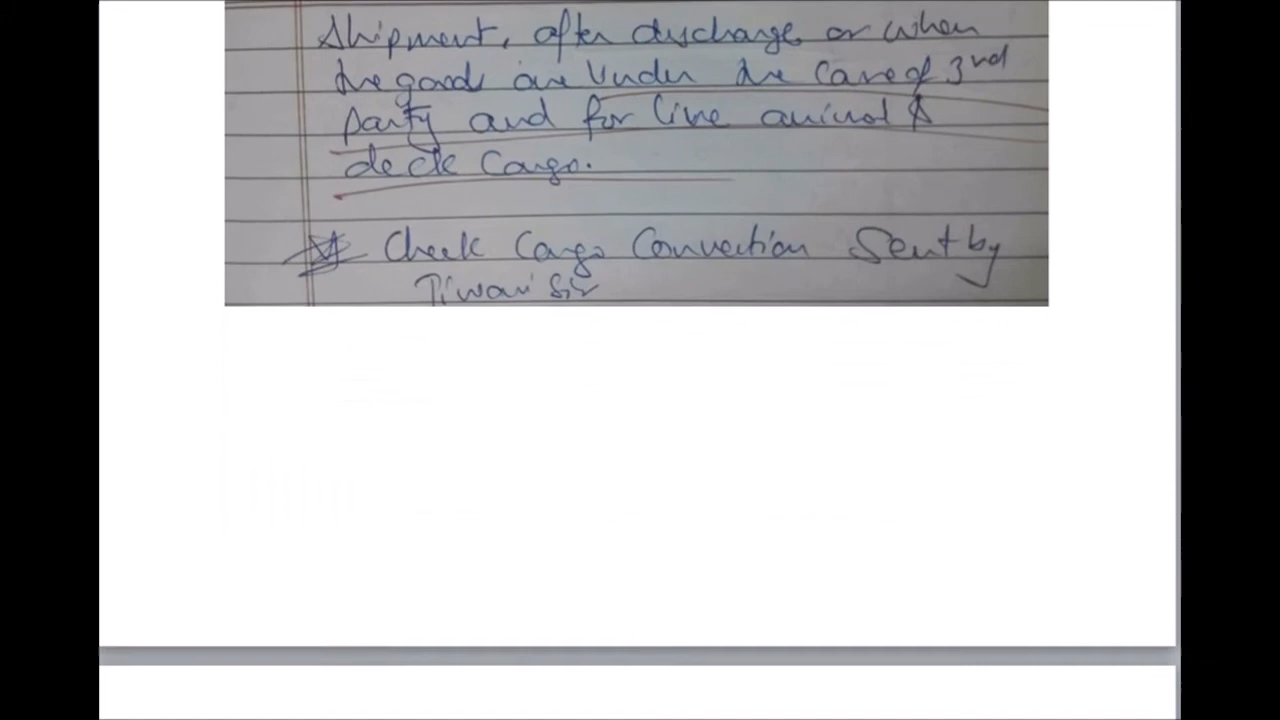 Shipment, after discharge or when
the goods are under the care of 3rd
party and for live animal &
deck Cargo.
Check Cargo Convection Sent by
Tiwari Sir